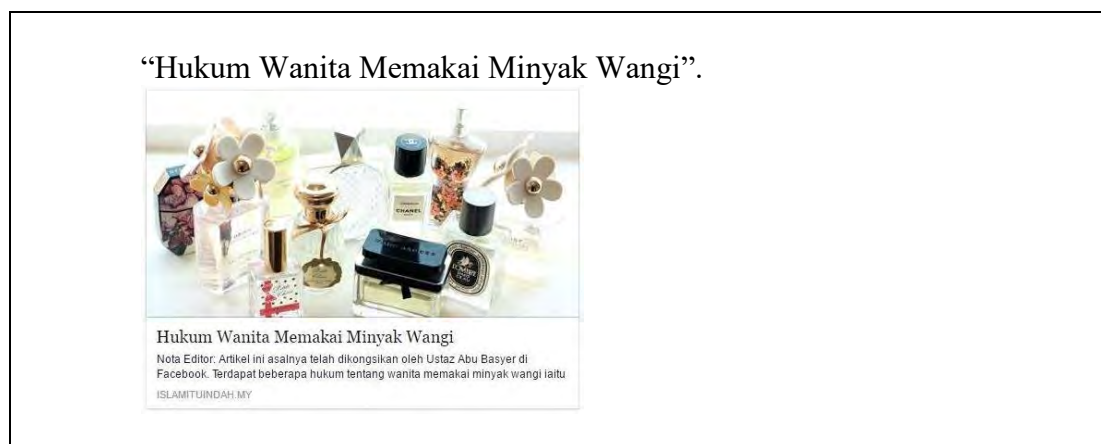 “Hukum Wanita Memakai Minyak Wangi”.
CHANEL
Hukum Wanita Memakai Minyak Wangi
Nota Editor: Artikel ini asalnya telah dikongsikan oleh Ustaz Abu Basyer di
Facebook. Terdapat beberapa hukum tentang wanita memakai minyak wangi iaitu
ISLAMITUINDAH.MY